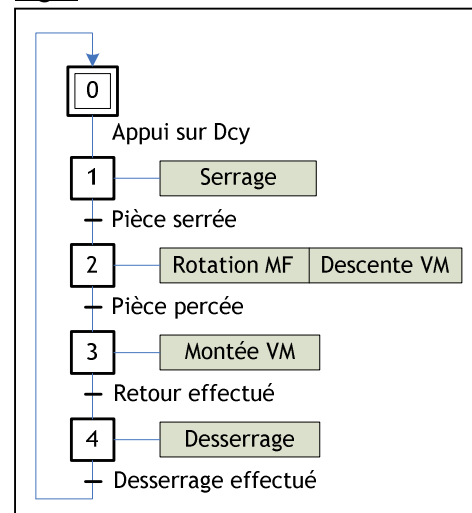 0
Appui sur Dcy
1 Serrage
Pièce serrée
2 Rotation MF Descente VM
Pièce percée
3 Montée VM
Retour effectué
4 Desserrage
Desserrage effectué